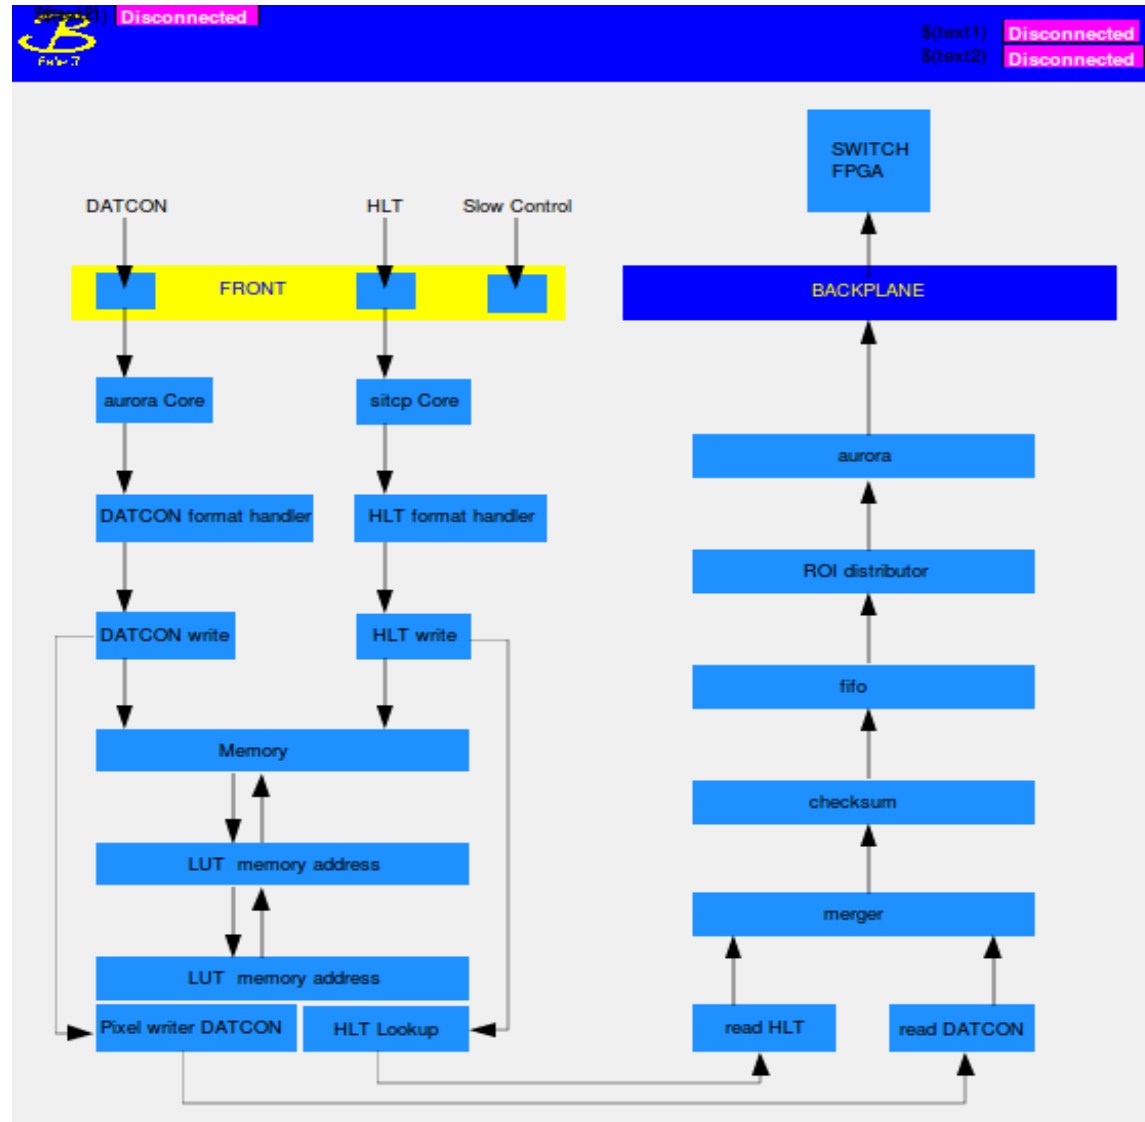 Disconnected
$(text1) Disconnected
$(text2) Disconnected
SWITCH
FPGA
DATCON
HLT
Slow Control
FRONT
BACKPLANE
aurora Core
sitcp Core
aurora
DATCON format handler
HLT format handler
ROI distributor
DATCON write
HLT write
fifo
Memory
checksum
LUT memory address
merger
LUT memory address
Pixel writer DATCON
HLT Lookup
read HLT
read DATCON